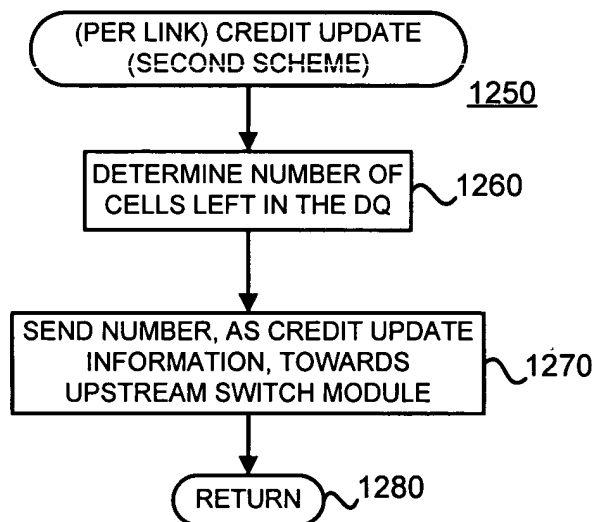 (PER LINK) CREDIT UPDATE
(SECOND SCHEME)
1250
DETERMINE NUMBER OF
CELLS LEFT IN THE DQ
1260
SEND NUMBER, AS CREDIT UPDATE
INFORMATION, TOWARDS
UPSTREAM SWITCH MODULE
1270
RETURN
1280